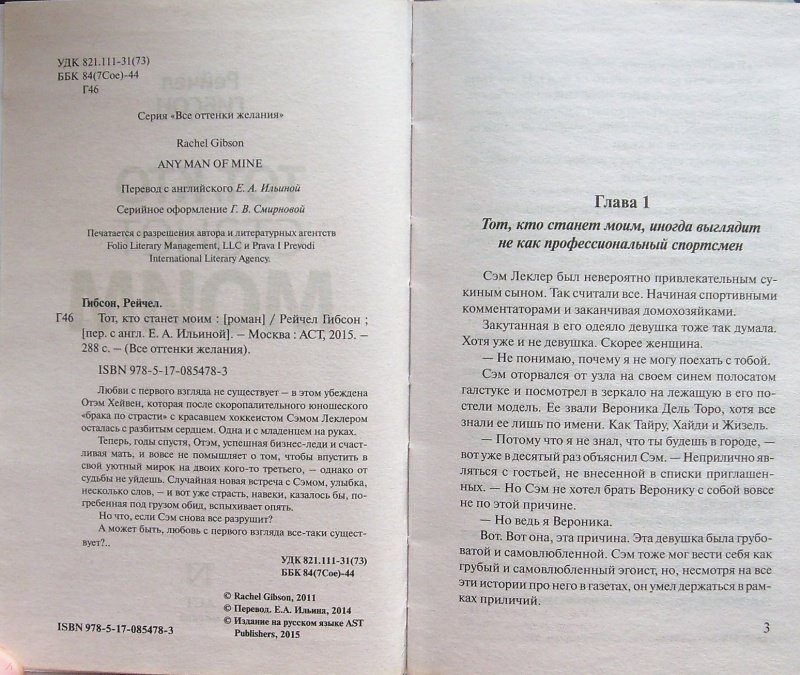 УДК 821.111-31(73)
ББК 84(7Сое)-44
Г46
Серия «Все оттенки желания»
Rachel Gibson
ANY MAN OF MINE
Перевод с английского Е. А. Ильиной
Серийное оформление Г. В. Смирновой
Печатается с разрешения автора и литературных агентств
Folio Literary Management, LLC и Prava I Prevodi
International Literary Agency.
Гибсон, Рейчел.
Г46 Тот, кто станет моим : [роман] / Рейчел Гибсон ;
[пер. с англ. Е. А. Ильиной]. – Москва : АСТ, 2015. –
288 с. – (Все оттенки желания).
ISBN 978-5-17-085478-3
Любви с первого взгляда не существует – в этом убеждена
Отэм Хейвен, которая после скоропалительного юношеского
«брака по страсти» с красавцем хоккеистом Сэмом Леклером
осталась с разбитым сердцем. Одна и с младенцем на руках.
Теперь, годы спустя, Отэм, успешная бизнес-леди и счаст-
ливая мать, и вовсе не помышляет о том, чтобы впустить в
свой уютный мирок на двоих кого-то третьего, – однако от
судьбы не уйдешь. Случайная новая встреча с Сэмом, улыбка,
несколько слов, – и вот уже страсть, навеки, казалось бы, по-
гребенная под грузом обид, вспыхивает опять.
Но что, если Сэм снова все разрушит?
А может быть, любовь с первого взгляда все-таки сущест-
вует?..
УДК 821.111-31(73)
ББК 84(7Сое)-44
© Rachel Gibson, 2011
© Перевод. Е.А. Ильина, 2014
© Издание на русском языке AST
Publishers, 2015
ISBN 978-5-17-085478-3
Глава 1
Тот, кто станет моим, иногда выглядит
не как профессиональный спортсмен
Сэм Леклер был невероятно привлекательным су-
киным сыном. Так считали все. Начиная спортивными
комментаторами и заканчивая домохозяйками.
Закутанная в его одеяло девушка тоже так думала.
Хотя уже и не девушка. Скорее женщина.
— Не понимаю, почему я не могу поехать с тобой.
Сэм оторвался от узла на своем синем полосатом
галстуке и посмотрел в зеркало на лежащую в его по-
стели модель. Ее звали Вероника Дель Торо, хотя все
знали ее лишь по имени. Как Тайру, Хайди и Жизель.
— Потому что я не знал, что ты будешь в городе, —
вот уже в десятый раз объяснил Сэм. — Неприлично яв-
ляться с гостьей, не внесенной в списки приглашен-
ных. — Но Сэм не хотел брать Веронику с собой вовсе
не по этой причине.
— Но ведь я Вероника.
Вот. Вот она, эта причина. Эта девушка была грубо-
ватой и самовлюбленной. Сэм тоже мог вести себя как
грубый и самовлюбленный эгоист, но, несмотря на все
эти истории про него в газетах, он умел держаться в рам-
ках приличий.
3